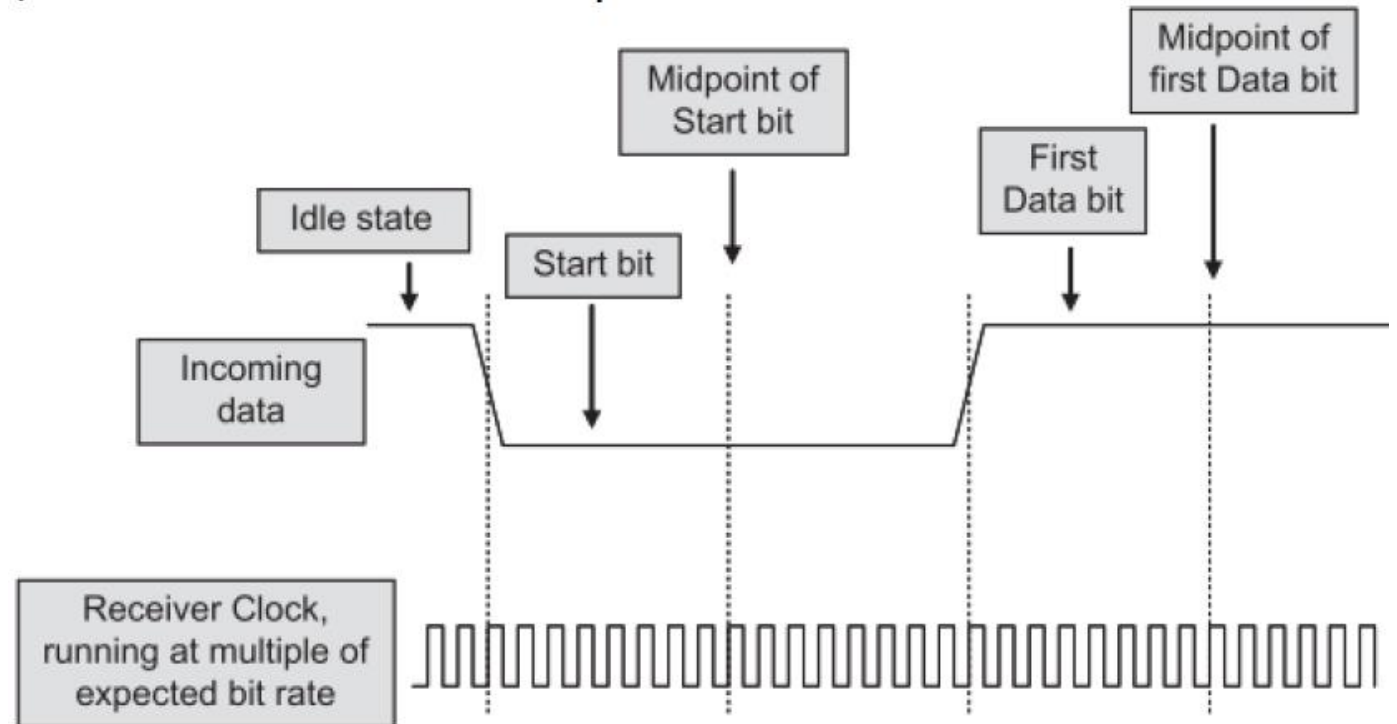 Midpoint of
first Data bit
Midpoint of
Start bit
First
Data bit
Idle state
Start bit
Incoming
data
Receiver Clock,
running at multiple of
expected bit rate